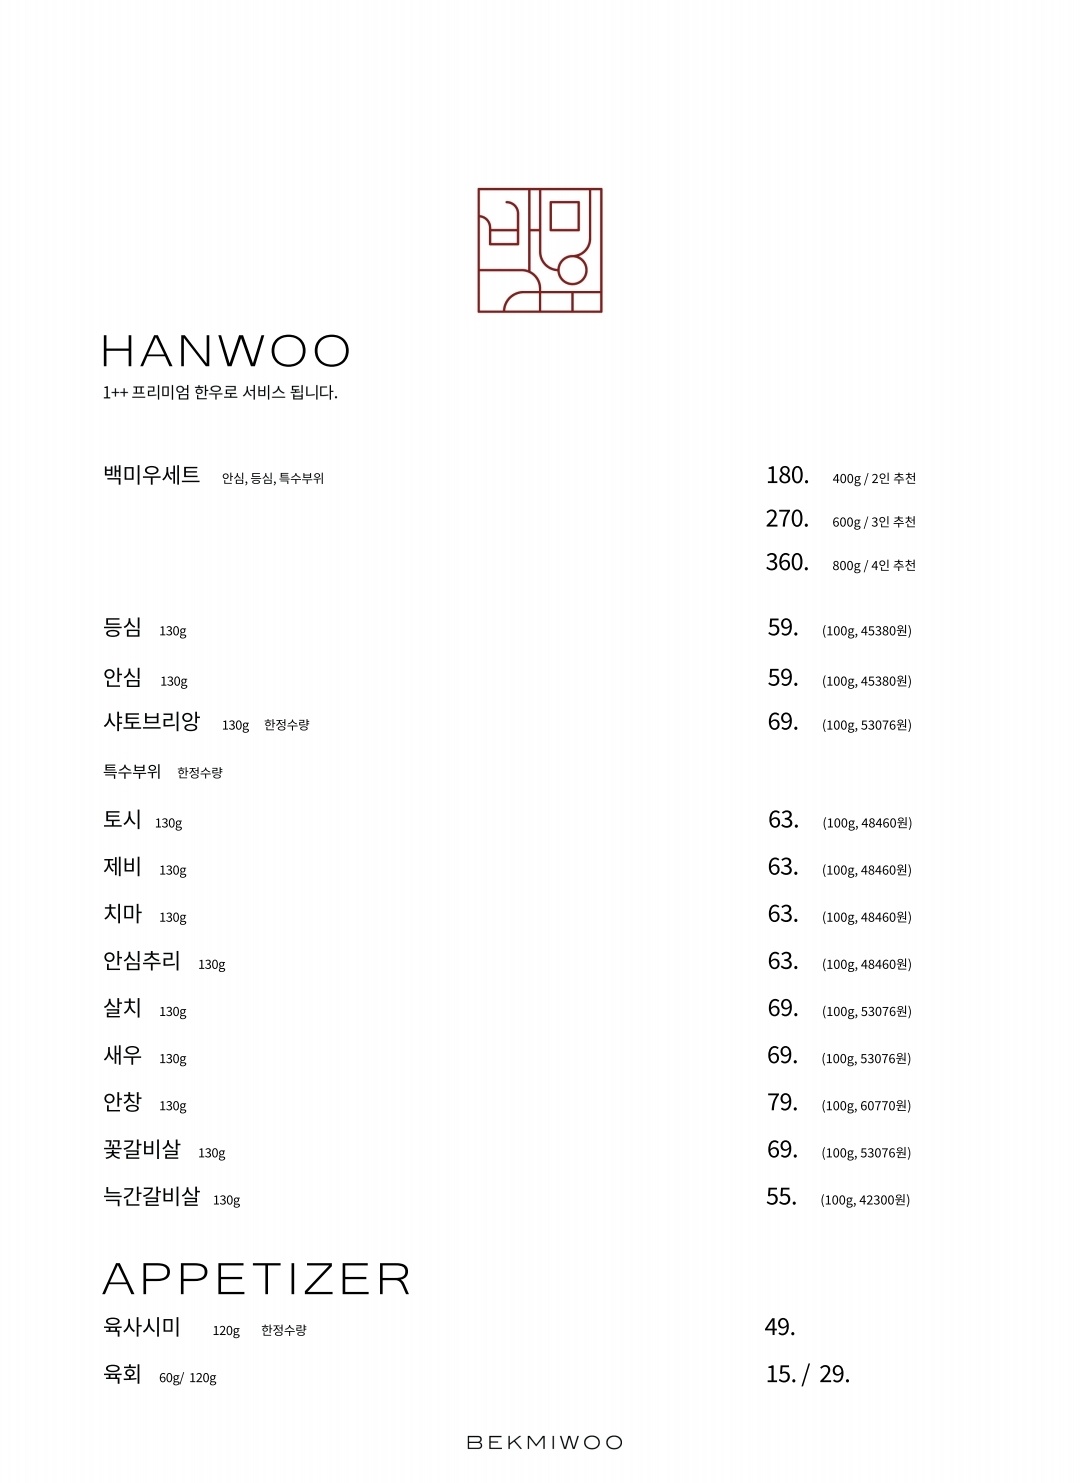 HANWOO
1++ 프리미엄 한우로 서비스 됩니다.
백미우세트 안심, 등심, 특수부위 180. 400g / 2인 추천
270. 600g / 3인 추천
360. 800g / 4인 추천
등심 130g 59. (100g, 45380원)
안심 130g 59. (100g, 45380원)
샤토브리앙 130g 한정수량 69. (100g, 53076원)
특수부위 한정수량
토시 130g 63. (100g, 48460원)
제비 130g 63. (100g, 48460원)
치마 130g 63. (100g, 48460원)
안심추리 130g 63. (100g, 48460원)
살치 130g 69. (100g, 53076원)
새우 130g 69. (100g, 53076원)
안창 130g 79. (100g, 60770원)
꽃갈비살 130g 69. (100g, 53076원)
늑간갈비살 130g 55. (100g, 42300원)
APPETIZER
육사시미 120g 한정수량 49.
육회 60g/ 120g 15. / 29.
BEKMIWOO